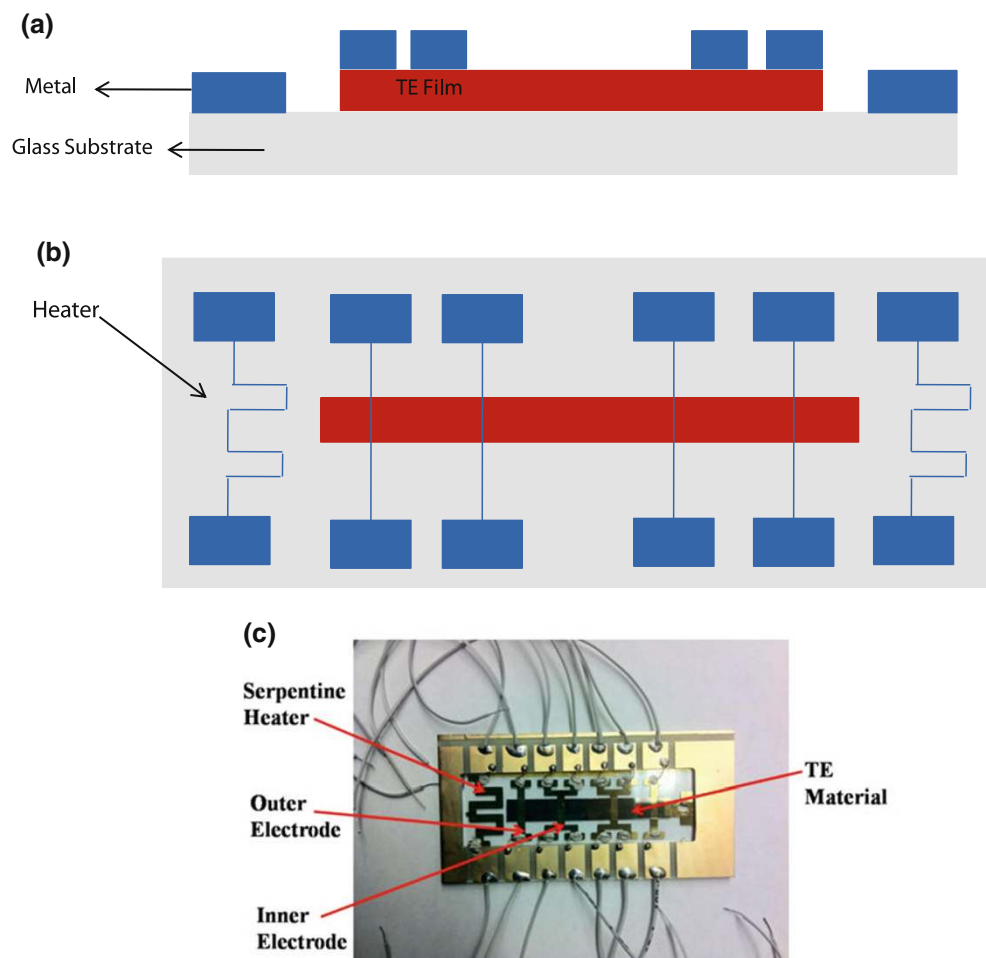 (a)
Metal
TE Film
Glass Substrate
(b)
Heater
(c)
Serpentine
Heater
Outer
Electrode
Inner
Electrode
TE
Material